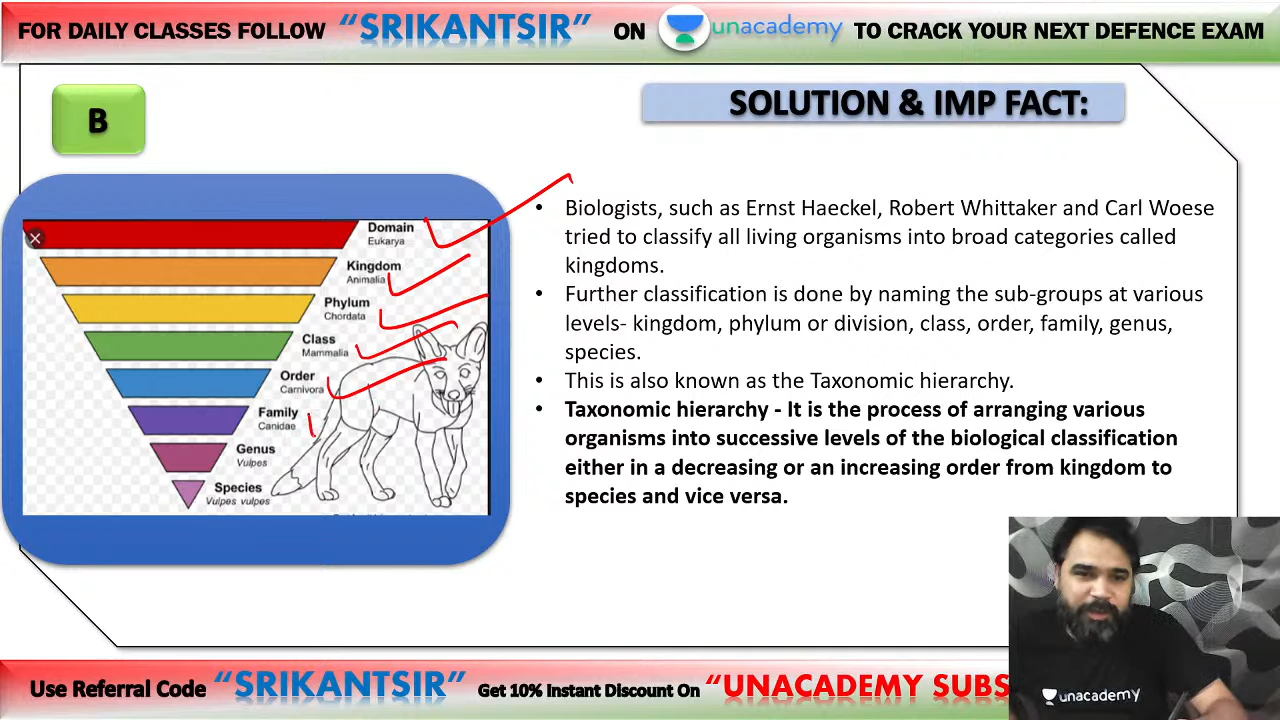 FOR DAILY CLASSES FOLLOW “SRIKANTSIR” ON unacademy TO CRACK YOUR NEXT DEFENCE EXAM
B
SOLUTION & IMP FACT:
Domain
Eukarya
Kingdom
Animalia
Phylum
Chordata
Class
Mammalia
Order
Carnivora
Family
Canidae
Genus
Vulpes
Species
Vulpes vulpes
• Biologists, such as Ernst Haeckel, Robert Whittaker and Carl Woese
tried to classify all living organisms into broad categories called
kingdoms.
• Further classification is done by naming the sub-groups at various
levels- kingdom, phylum or division, class, order, family, genus,
species.
• This is also known as the Taxonomic hierarchy.
• Taxonomic hierarchy - It is the process of arranging various
organisms into successive levels of the biological classification
either in a decreasing or an increasing order from kingdom to
species and vice versa.
unacademy
Use Referral Code “SRIKANTSIR” Get 10% Instant Discount On “UNACADEMY SUBS